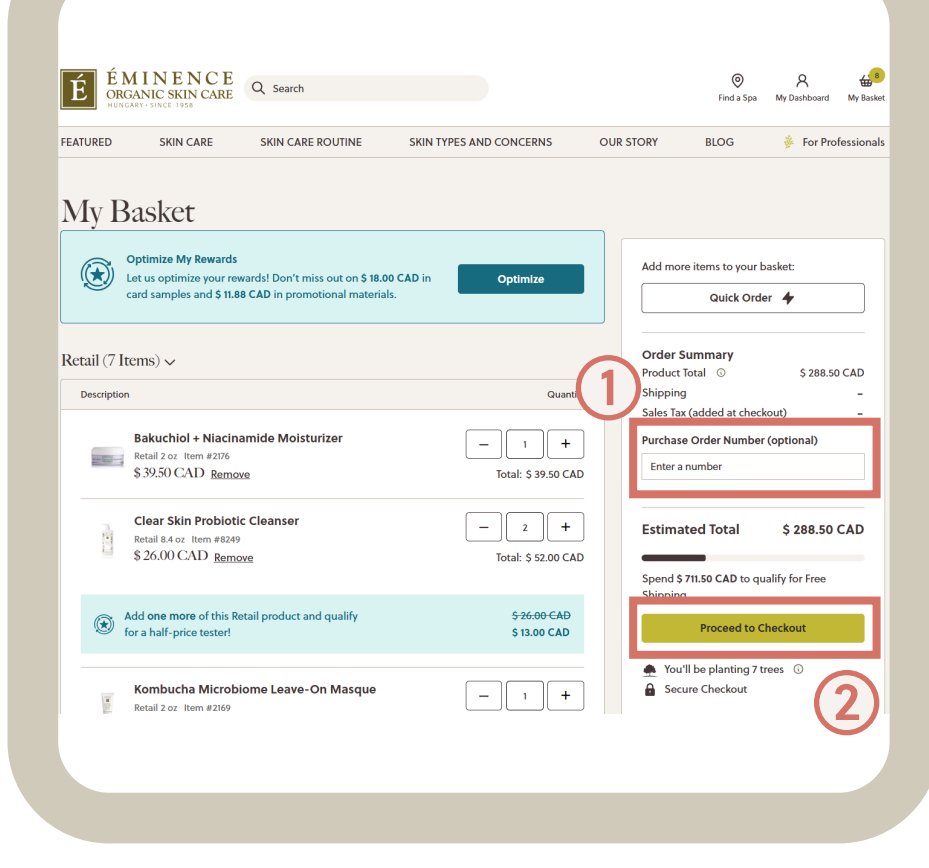 É
ÉMINENCE
ORGANIC SKIN CARE
HUNGARY • SINCE 1958
Search
Find a Spa
My Dashboard
8
My Basket
FEATURED
SKIN CARE
SKIN CARE ROUTINE
SKIN TYPES AND CONCERNS
OUR STORY
BLOG
For Professionals
My Basket
Optimize My Rewards
Let us optimize your rewards! Don't miss out on $ 18.00 CAD in
card samples and $ 11.88 CAD in promotional materials.
Optimize
Retail (7 Items)
Description
Quanti
Bakuchiol + Niacinamide Moisturizer
Retail 2 oz Item #2176
$ 39.50 CAD Remove
− 1 +
Total: $ 39.50 CAD
Clear Skin Probiotic Cleanser
Retail 8.4 oz Item #8249
$ 26.00 CAD Remove
− 2 +
Total: $ 52.00 CAD
Add one more of this Retail product and qualify
for a half-price tester!
$ 26.00 CAD
$ 13.00 CAD
Kombucha Microbiome Leave-On Masque
Retail 2 oz Item #2169
− 1 +
Add more items to your basket:
Quick Order
Order Summary
Product Total $ 288.50 CAD
Shipping –
Sales Tax (added at checkout) –
1
Purchase Order Number (optional)
Enter a number
Estimated Total $ 288.50 CAD
Spend $ 711.50 CAD to qualify for Free
Shipping
Proceed to Checkout
You'll be planting 7 trees
Secure Checkout
2